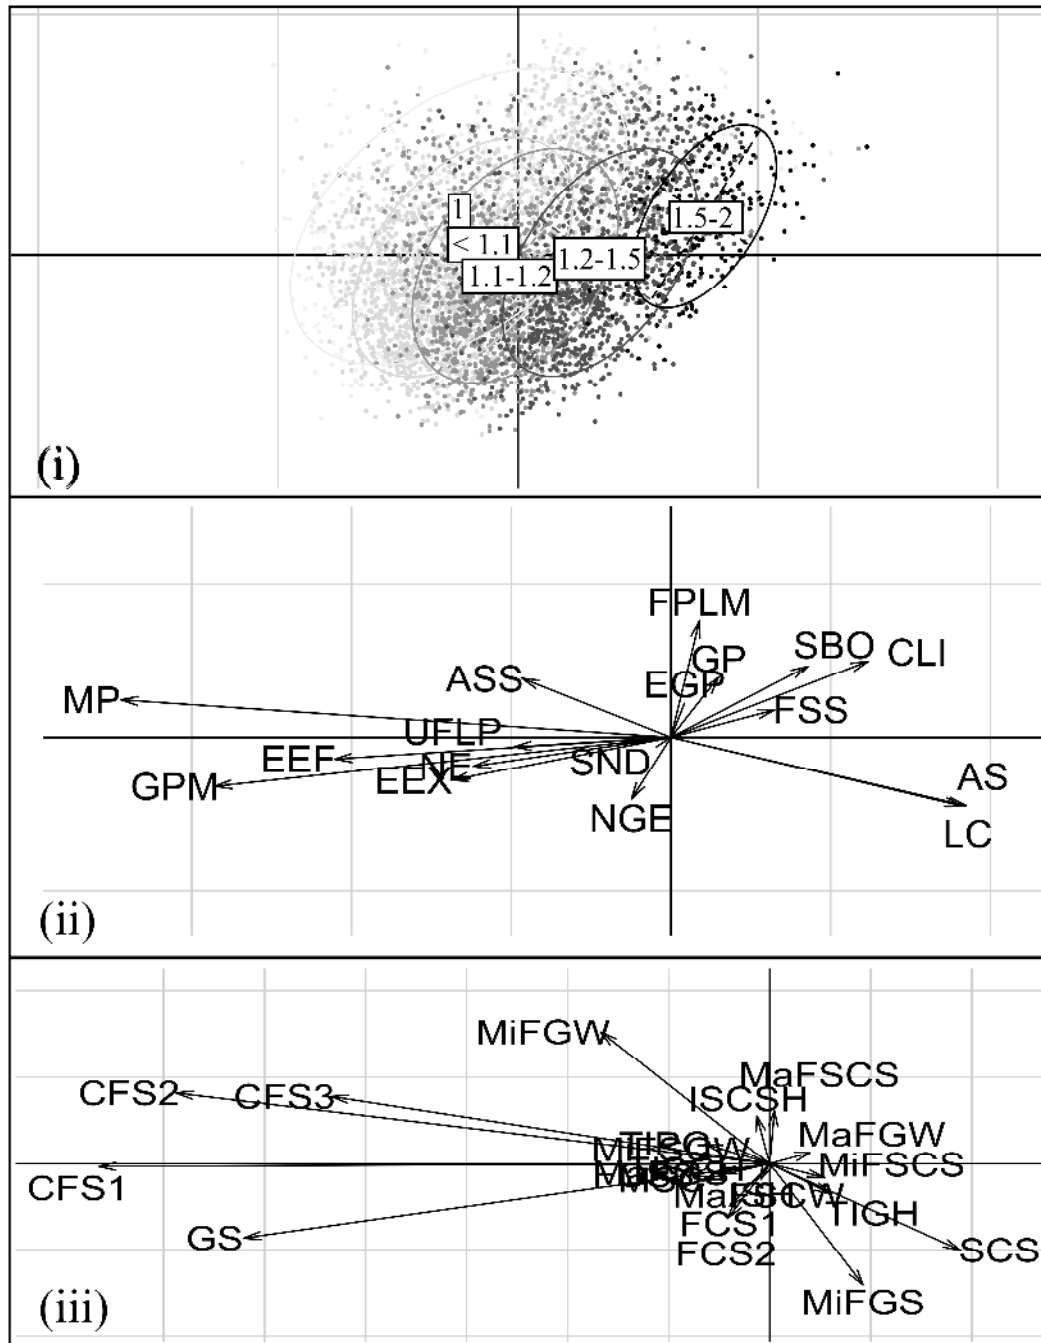 1
< 1.1
1.1-1.2
1.2-1.5
1.5-2
(i)
FPLM
GP
EGP
SBO
CLI
FSS
ASS
MP
UFLP
EEF
NE
EEX
GPM
SND
NGE
AS
LC
(ii)
MiFGW
CFS2
CFS3
MaFSCS
ISCSH
MaFGW
MiFSCS
CFS1
GS
FCS1
FCS2
TIGH
SCS
MiFGS
(iii)